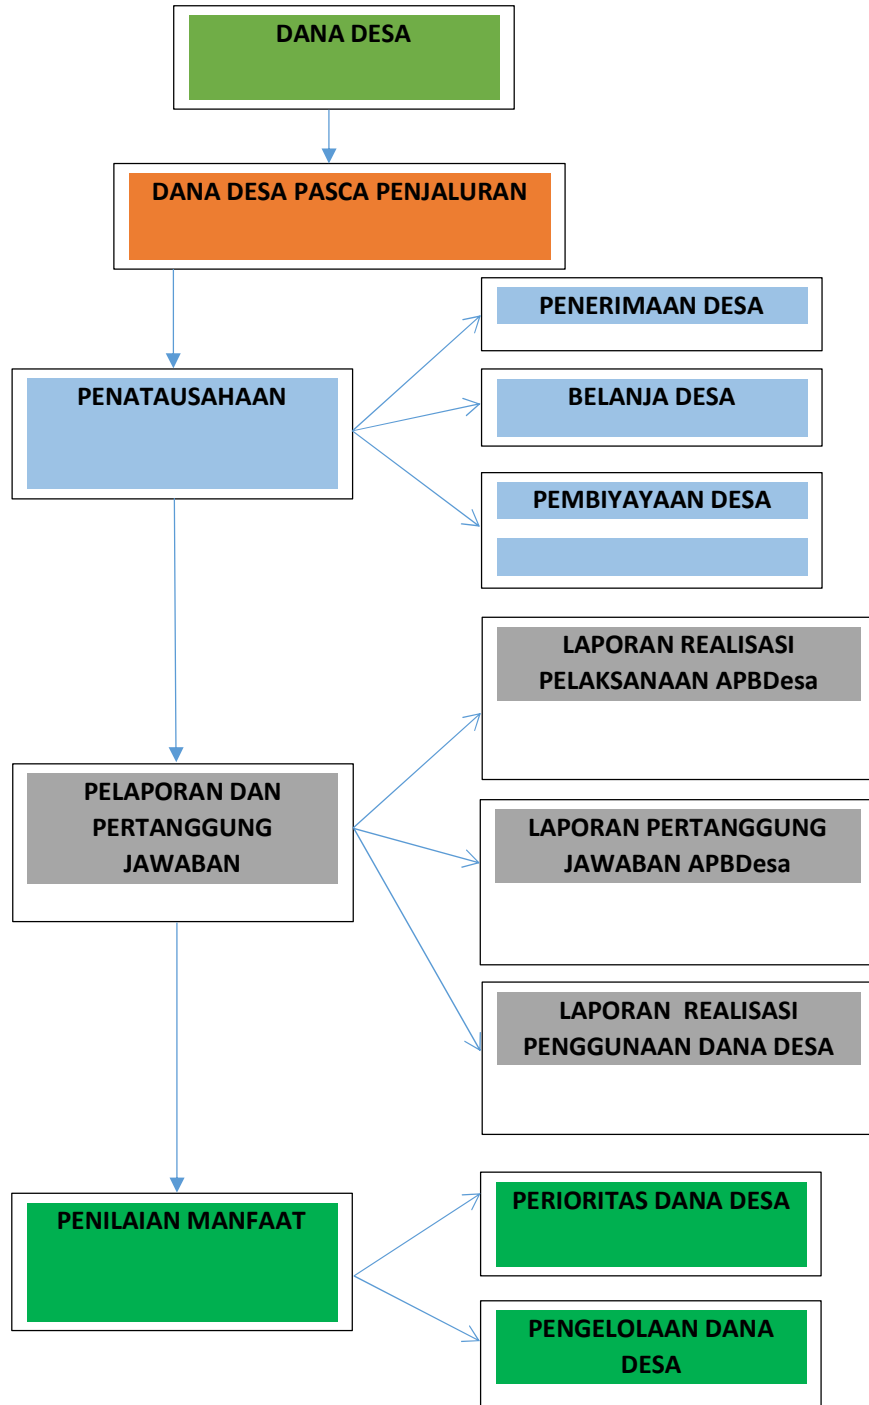 DANA DESA
DANA DESA PASCA PENJALURAN
PENERIMAAN DESA
PENATAUSAHAAN
BELANJA DESA
PEMBIYAYAAN DESA
LAPORAN REALISASI
PELAKSANAAN APBDesa
PELAPORAN DAN
PERTANGGUNG
JAWABAN
LAPORAN PERTANGGUNG
JAWABAN APBDesa
LAPORAN REALISASI
PENGGUNAAN DANA DESA
PENILAIAN MANFAAT
PERIORITAS DANA DESA
PENGELOLAAN DANA
DESA